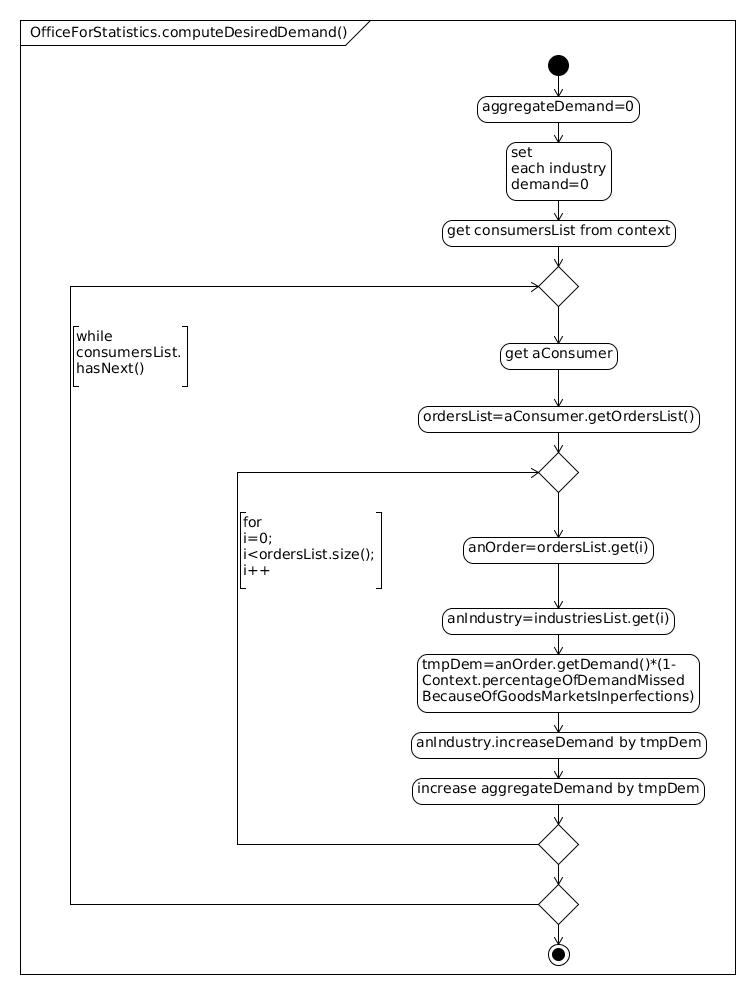 OfficeForStatistics.computeDesiredDemand()
aggregateDemand=0
set
each industry
demand=0
get consumersList from context
while
consumersList.
hasNext()
get aConsumer
ordersList=aConsumer.getOrdersList()
for
i=0;
i<ordersList.size();
i++
anOrder=ordersList.get(i)
anIndustry=industriesList.get(i)
tmpDem=anOrder.getDemand()*(1-
Context.percentageOfDemandMissed
BecauseOfGoodsMarketsInperfections)
anIndustry.increaseDemand by tmpDem
increase aggregateDemand by tmpDem